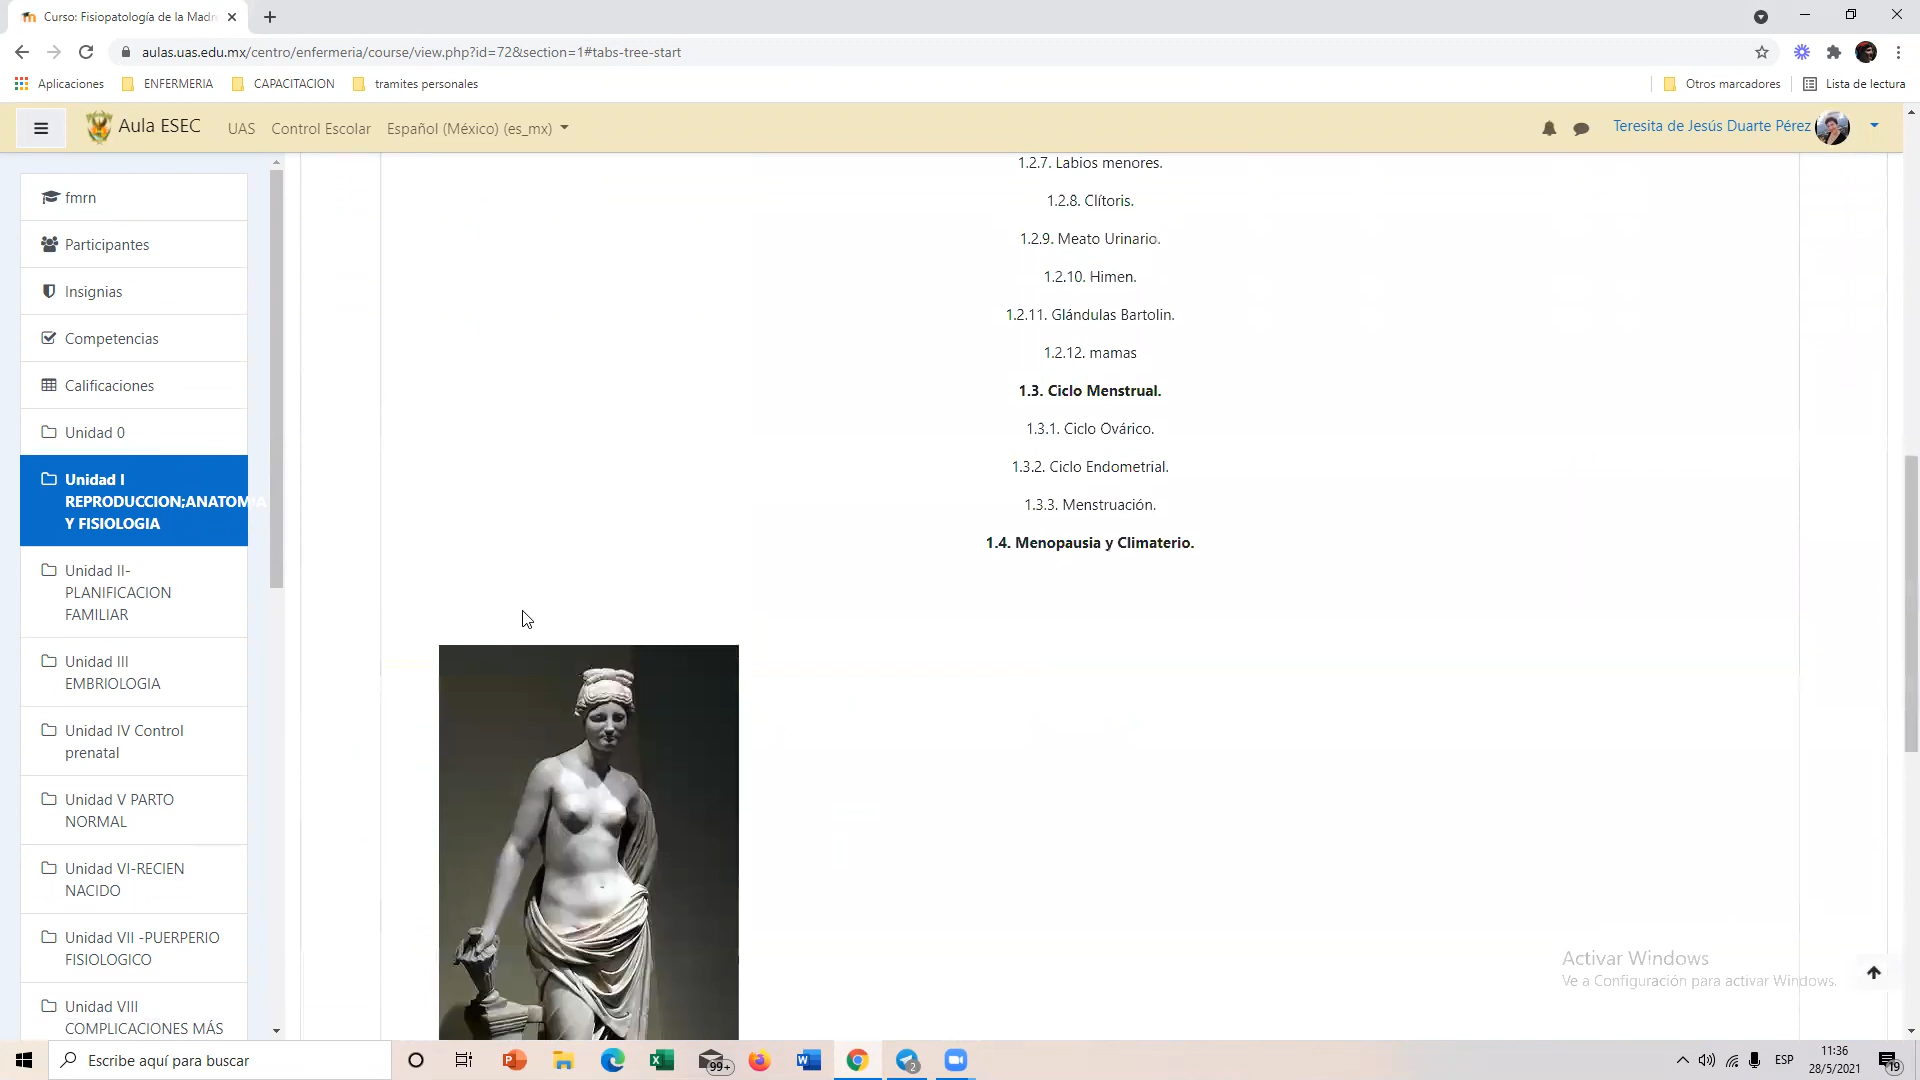 Curso: Fisiopatología de la Madr
aulas.uas.edu.mx/centro/enfermeria/course/view.php?id=72&section=1#tabs-tree-start
Aplicaciones ENFERMERIA CAPACITACION tramites personales Otros marcadores Lista de lectura
Aula ESEC UAS Control Escolar Español (México) (es_mx) Teresita de Jesús Duarte Pérez
fmrn
Participantes
Insignias
Competencias
Calificaciones
Unidad 0
Unidad I
REPRODUCCION;ANATOMIA
Y FISIOLOGIA
Unidad II-
PLANIFICACION
FAMILIAR
Unidad III
EMBRIOLOGIA
Unidad IV Control
prenatal
Unidad V PARTO
NORMAL
Unidad VI-RECIEN
NACIDO
Unidad VII -PUERPERIO
FISIOLOGICO
Unidad VIII
COMPLICACIONES MÁS
1.2.7. Labios menores.
1.2.8. Clítoris.
1.2.9. Meato Urinario.
1.2.10. Himen.
1.2.11. Glándulas Bartolin.
1.2.12. mamas
1.3. Ciclo Menstrual.
1.3.1. Ciclo Ovárico.
1.3.2. Ciclo Endometrial.
1.3.3. Menstruación.
1.4. Menopausia y Climaterio.
Activar Windows
Ve a Configuración para activar Windows.
Escribe aquí para buscar
99+
2
ESP
11:36
28/5/2021
19